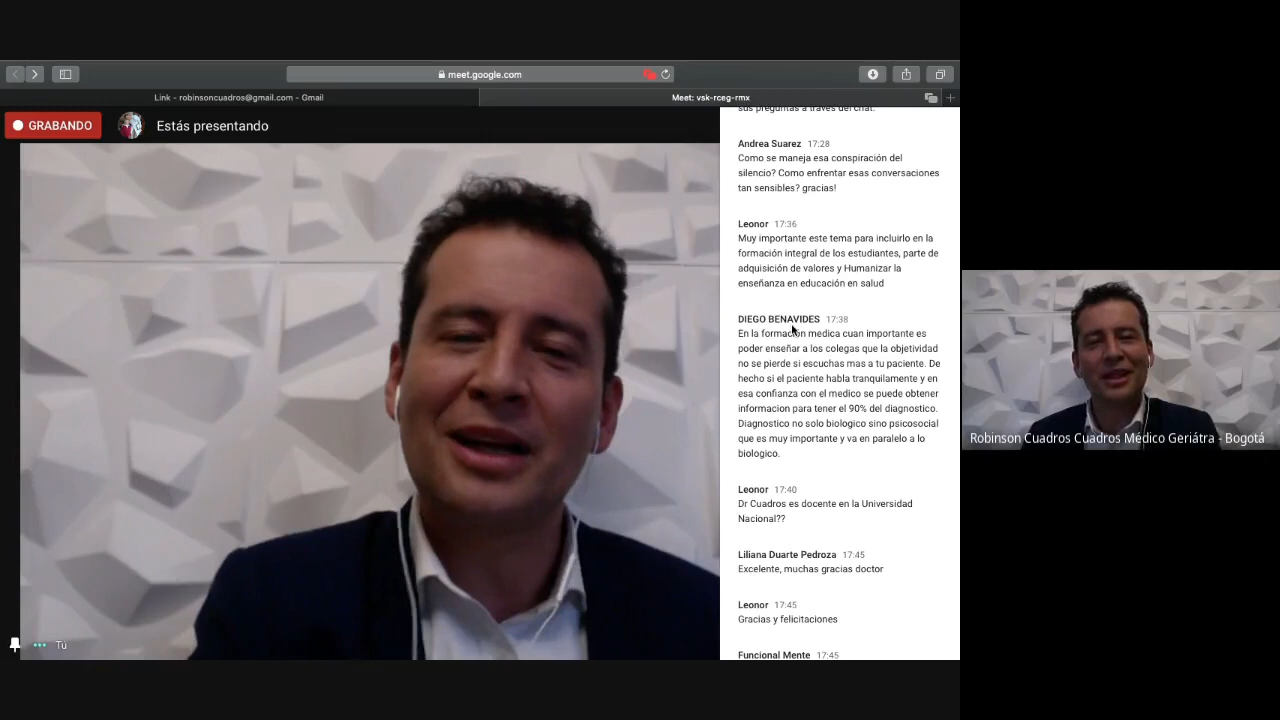 meet.google.com
Link - robinsoncuadros@gmail.com - Gmail
Meet: vsk-rceg-rmx
GRABANDO
Estás presentando
sus preguntas a través del chat.
Andrea Suarez 17:28
Como se maneja esa conspiración del
silencio? Como enfrentar esas conversaciones
tan sensibles? gracias!
Leonor 17:36
Muy importante este tema para incluirlo en la
formación integral de los estudiantes, parte de
adquisición de valores y Humanizar la
enseñanza en educación en salud
DIEGO BENAVIDES 17:38
En la formación medica cuan importante es
poder enseñar a los colegas que la objetividad
no se pierde si escuchas mas a tu paciente. De
hecho si el paciente habla tranquilamente y en
esa confianza con el medico se puede obtener
informacion para tener el 90% del diagnostico.
Diagnostico no solo biologico sino psicosocial
que es muy importante y va en paralelo a lo
biologico.
Leonor 17:40
Dr Cuadros es docente en la Universidad
Nacional??
Liliana Duarte Pedroza 17:45
Excelente, muchas gracias doctor
Leonor 17:45
Gracias y felicitaciones
Funcional Mente 17:45
Tú
Robinson Cuadros Cuadros Médico Geriátra - Bogotá